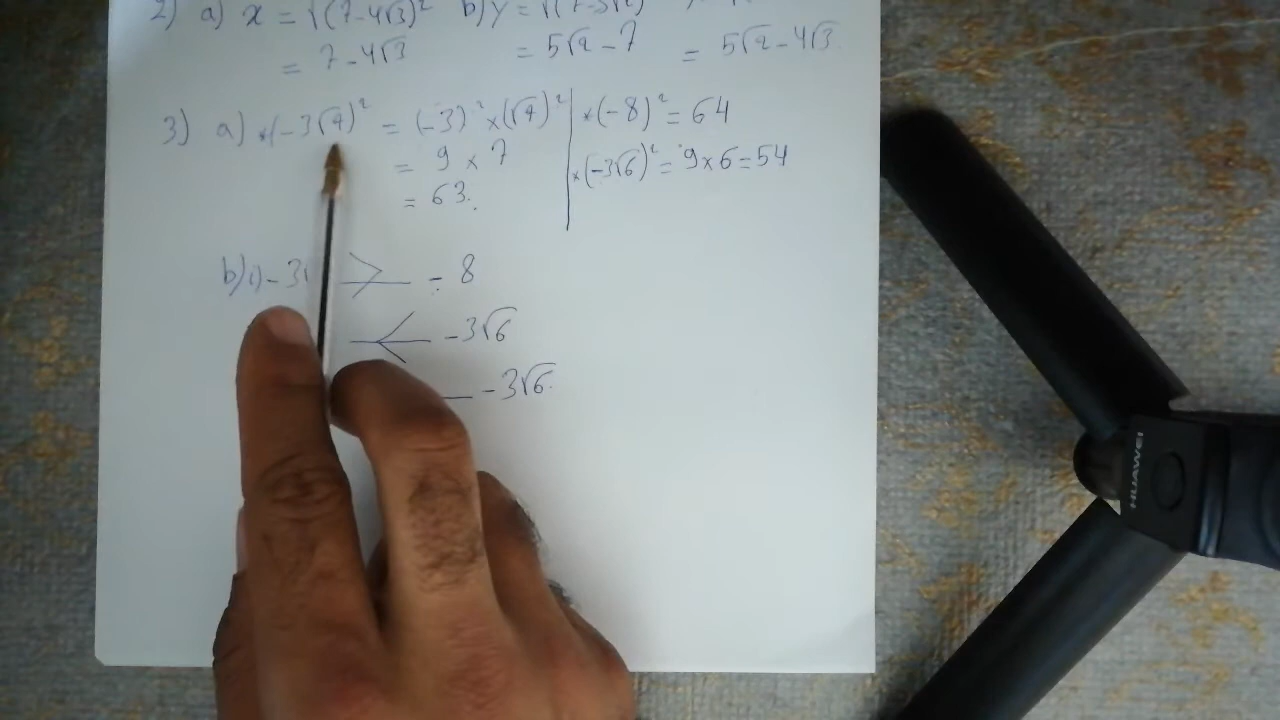 2) a) x = √(7-4√3)² b) y = √(7-5√2)²
= 7-4√3 = 5√2-7 = 5√2-4√3
3) a) *(-3√7)² = (-3)² × (√7)² | *(-8)² = 64
= 9 × 7 *(-3√6)² = 9×6 = 54
= 63.
b) 1) -3 > - 8
< -3√6
-3√6.
HUAWEI